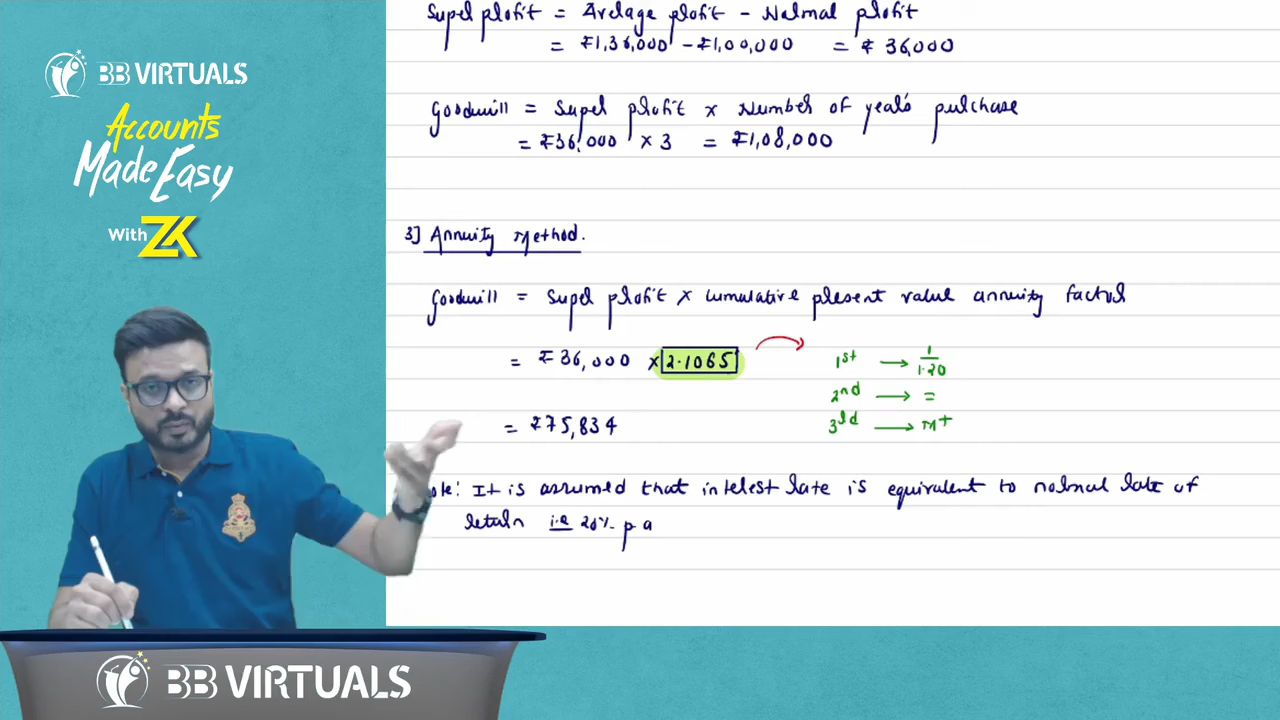 BB VIRTUALS
Accounts
Made Easy
With ZK
Super profit = Average profit - Normal profit
= ₹1,36,000 - ₹1,00,000 = ₹ 36,000
Goodwill = Super profit × Number of year's purchase
= ₹36,000 × 3 = ₹1,08,000
3] Annuity Method.
Goodwill = Super profit × Cumulative present value annuity factor
= ₹36,000 × 2.1065
1st → 1/1.20
2nd → =
3rd → M+
= ₹75,834
ote: It is assumed that interest rate is equivalent to normal rate of
return i.e 20% p a
BB VIRTUALS